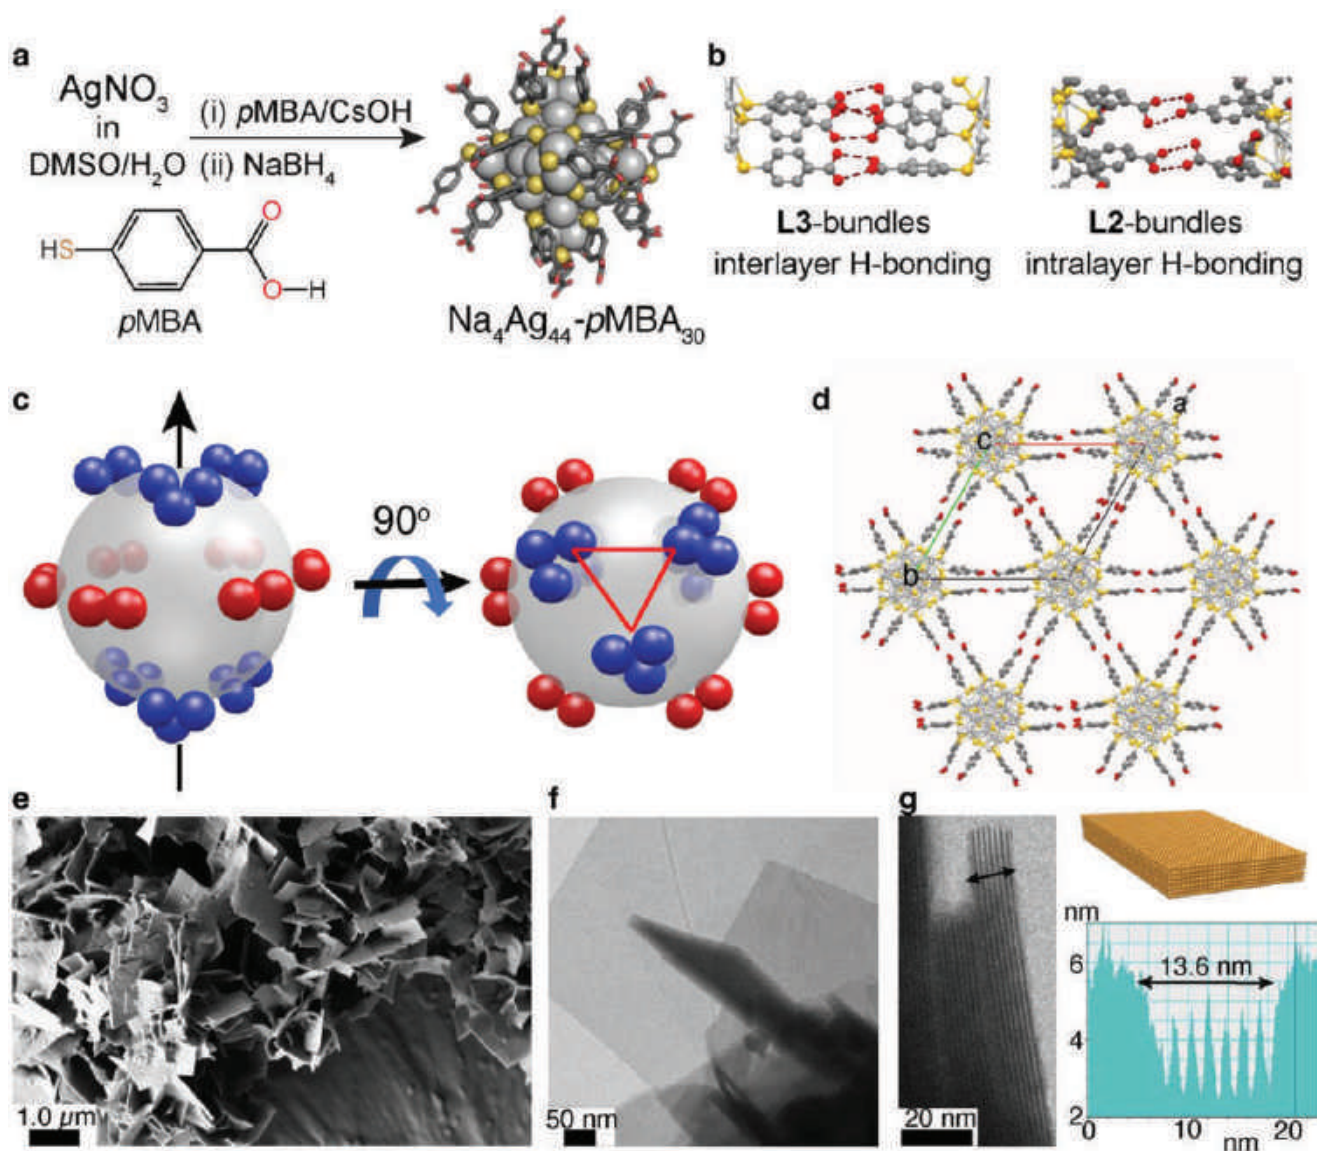 a
AgNO3
in
DMSO/H2O
(i) pMBA/CsOH
(ii) NaBH4
HS
O
O–H
pMBA
Na4Ag44-pMBA30
b
L3-bundles
interlayer H-bonding
L2-bundles
intralayer H-bonding
c
90°
d
a
c
b
e
1.0 µm
f
50 nm
g
20 nm
nm
6
4
2
13.6 nm
0
10
20
nm